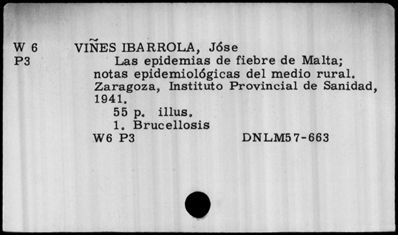 W 6 VIÑES IBARROLA, Jóse
P3 Las epidemias de fiebre de Malta;
notas epidemiológicas del medio rural.
Zaragoza, Instituto Provincial de Sanidad,
1941.
55 p. illus.
1. Brucellosis
W6 P3 DNLM57-663